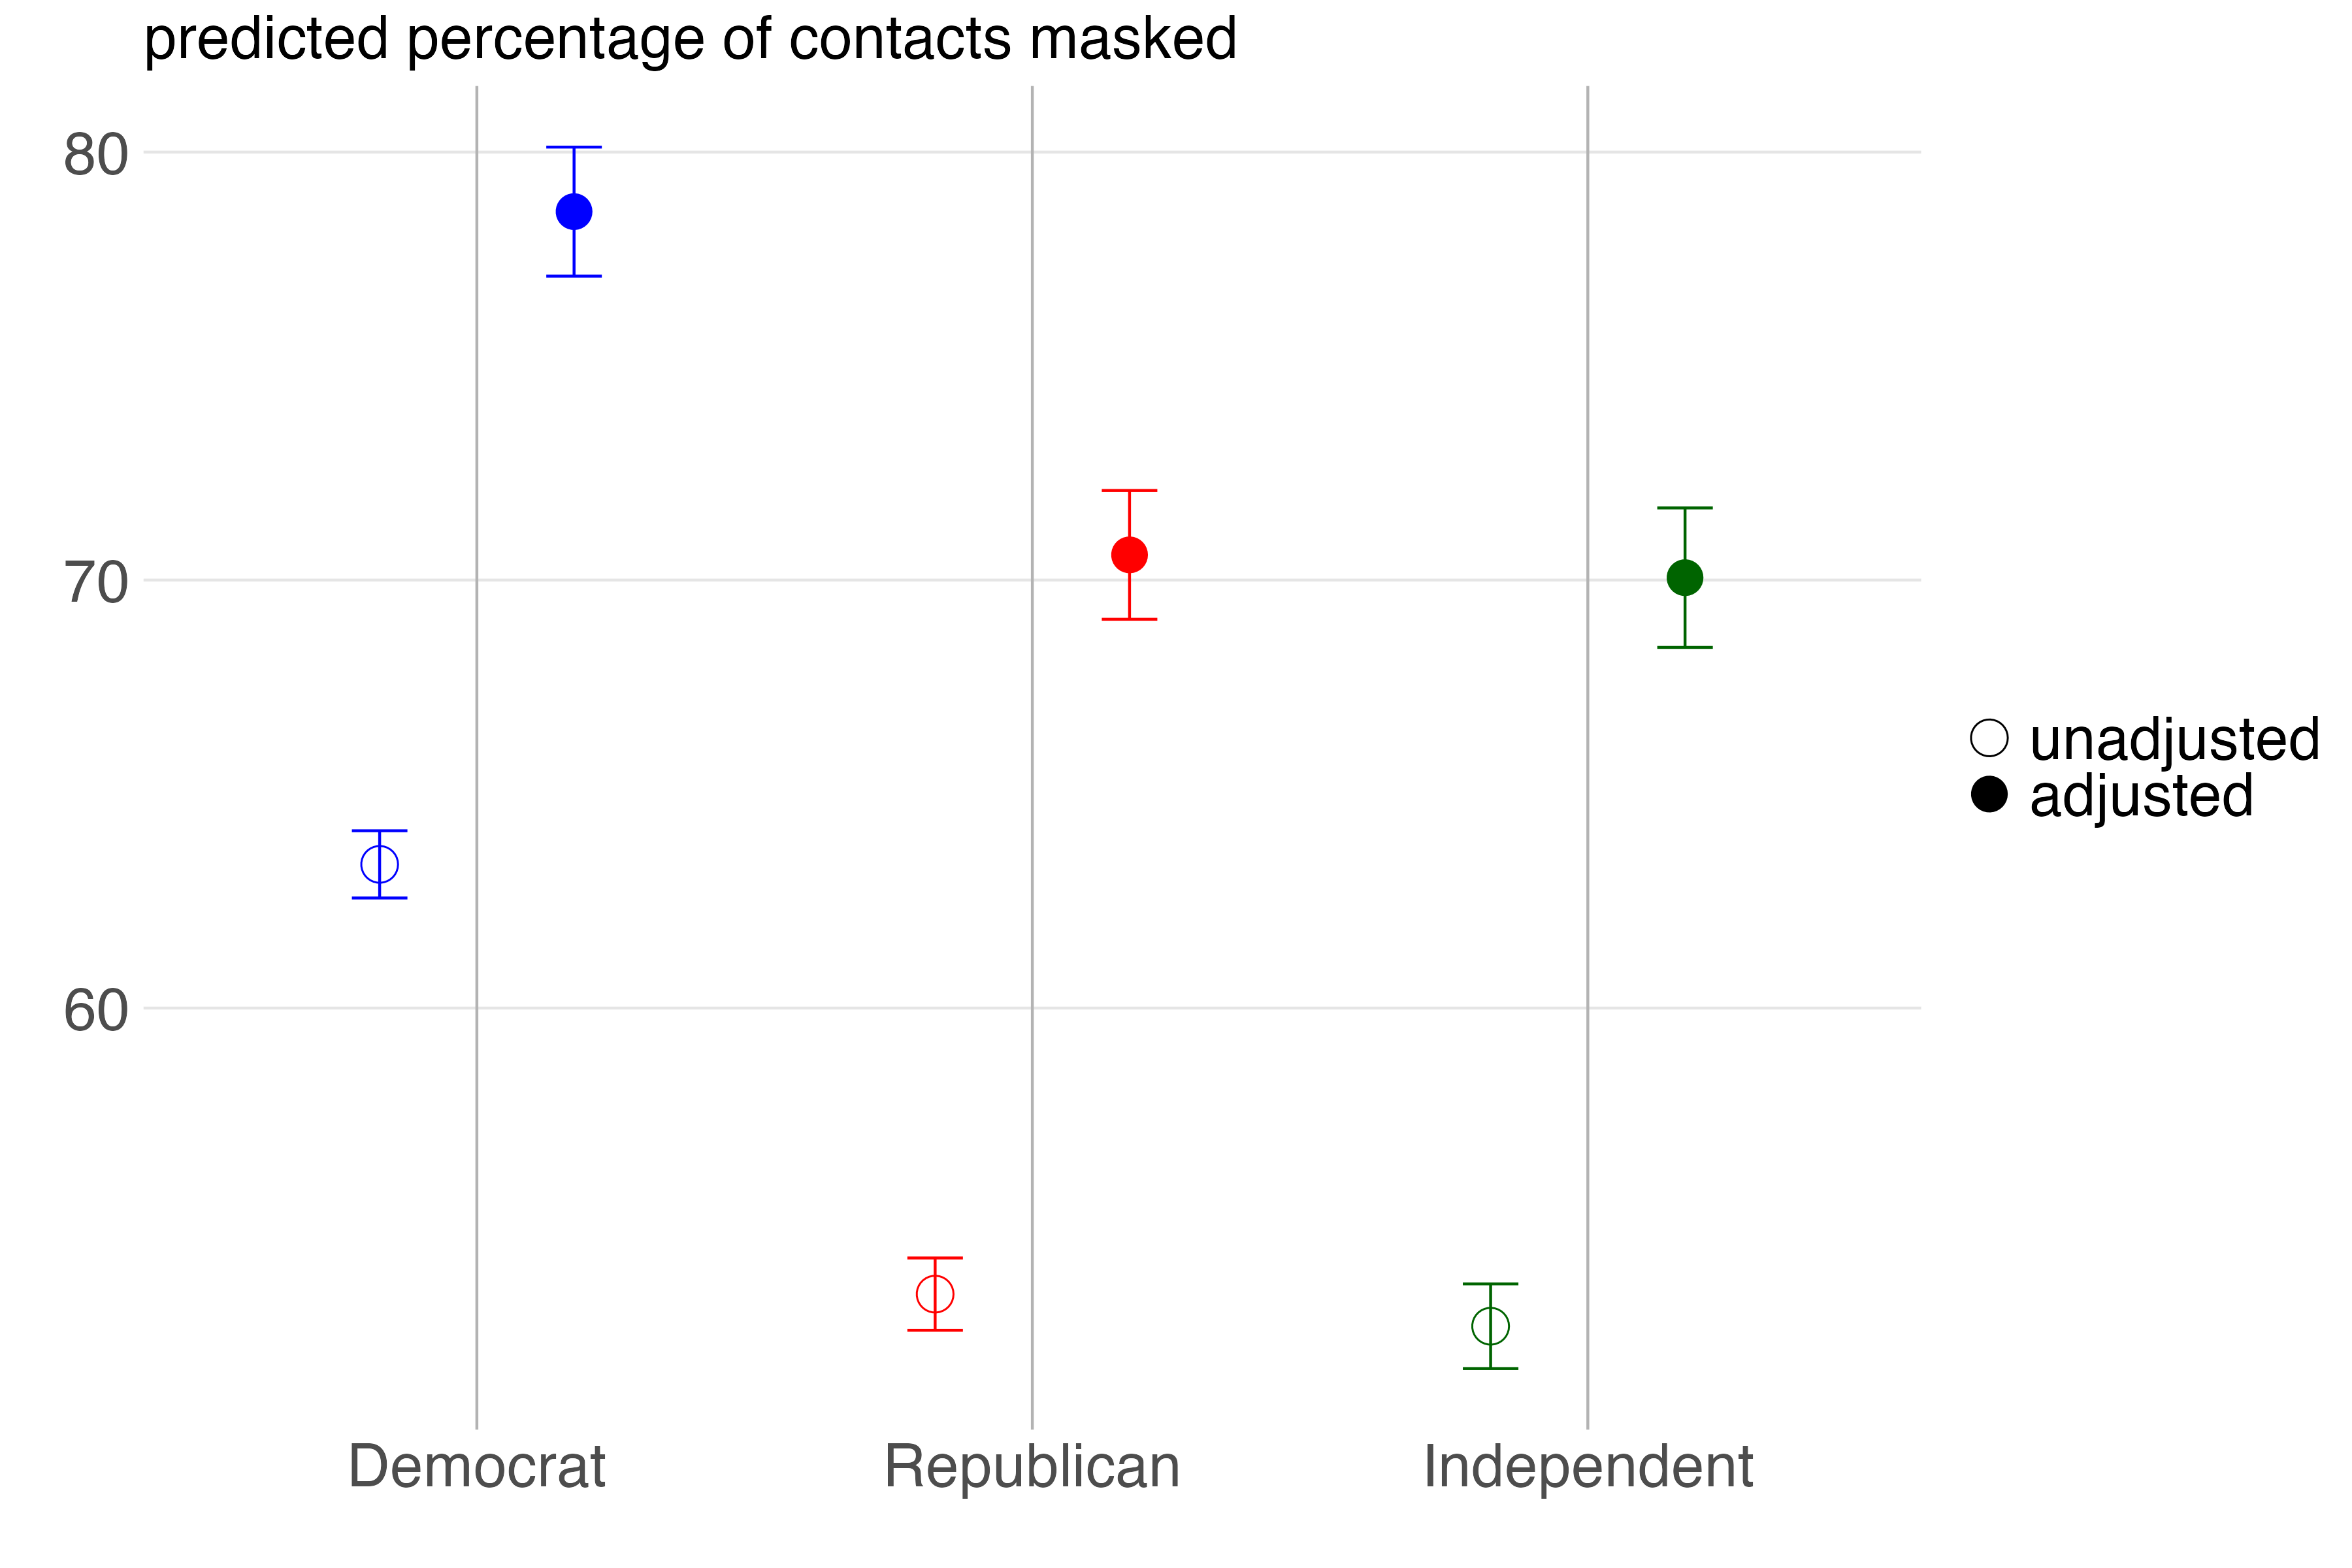 predicted percentage of contacts masked
80
70
60
unadjusted
adjusted
Democrat Republican Independent